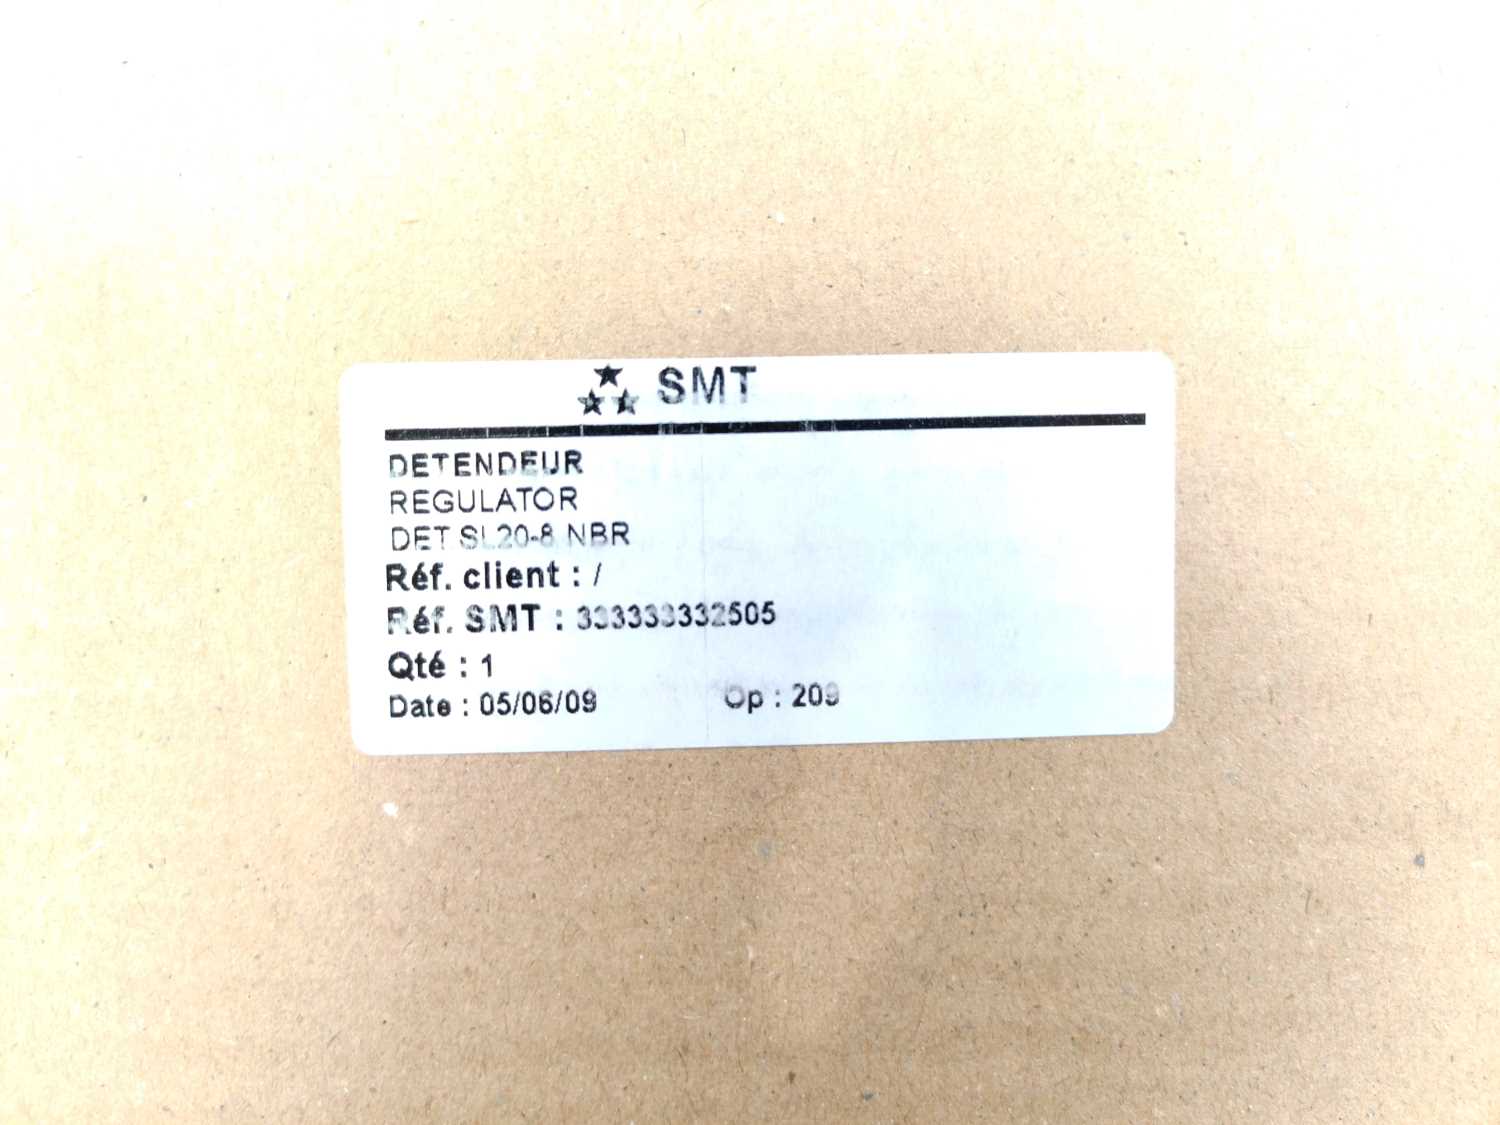 SMT
DETENDEUR
REGULATOR
DET SL20-8 NBR
Réf. client : /
Réf. SMT : 333333332505
Qté : 1
Date : 05/06/09 Op : 209